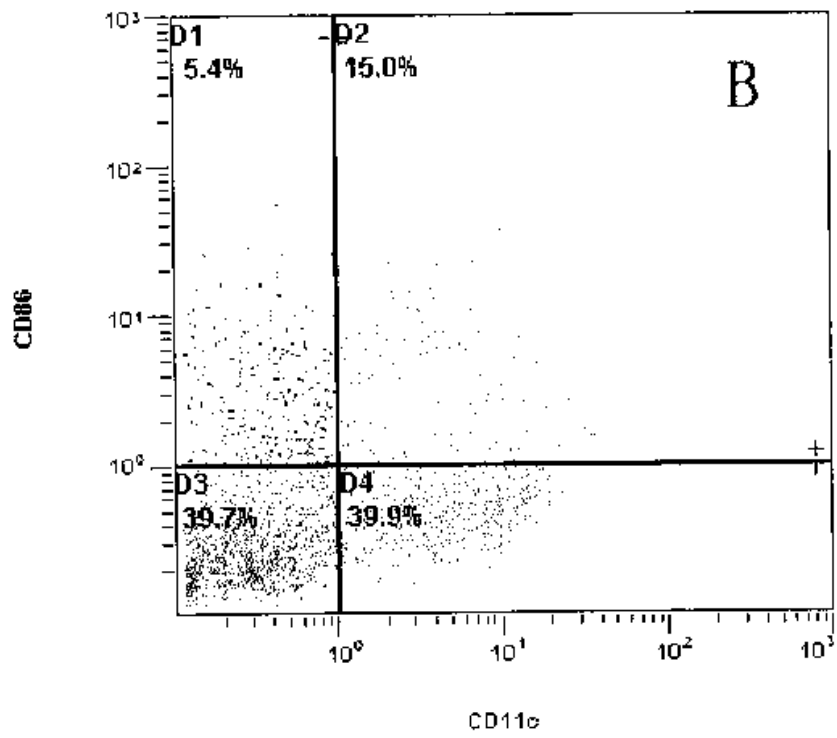 10³
D1
D2
5.4%
15.0%
B
10²
CD86
10¹
10⁰
D3
D4
39.7%
39.9%
10⁰
10¹
10²
10³
CD11c